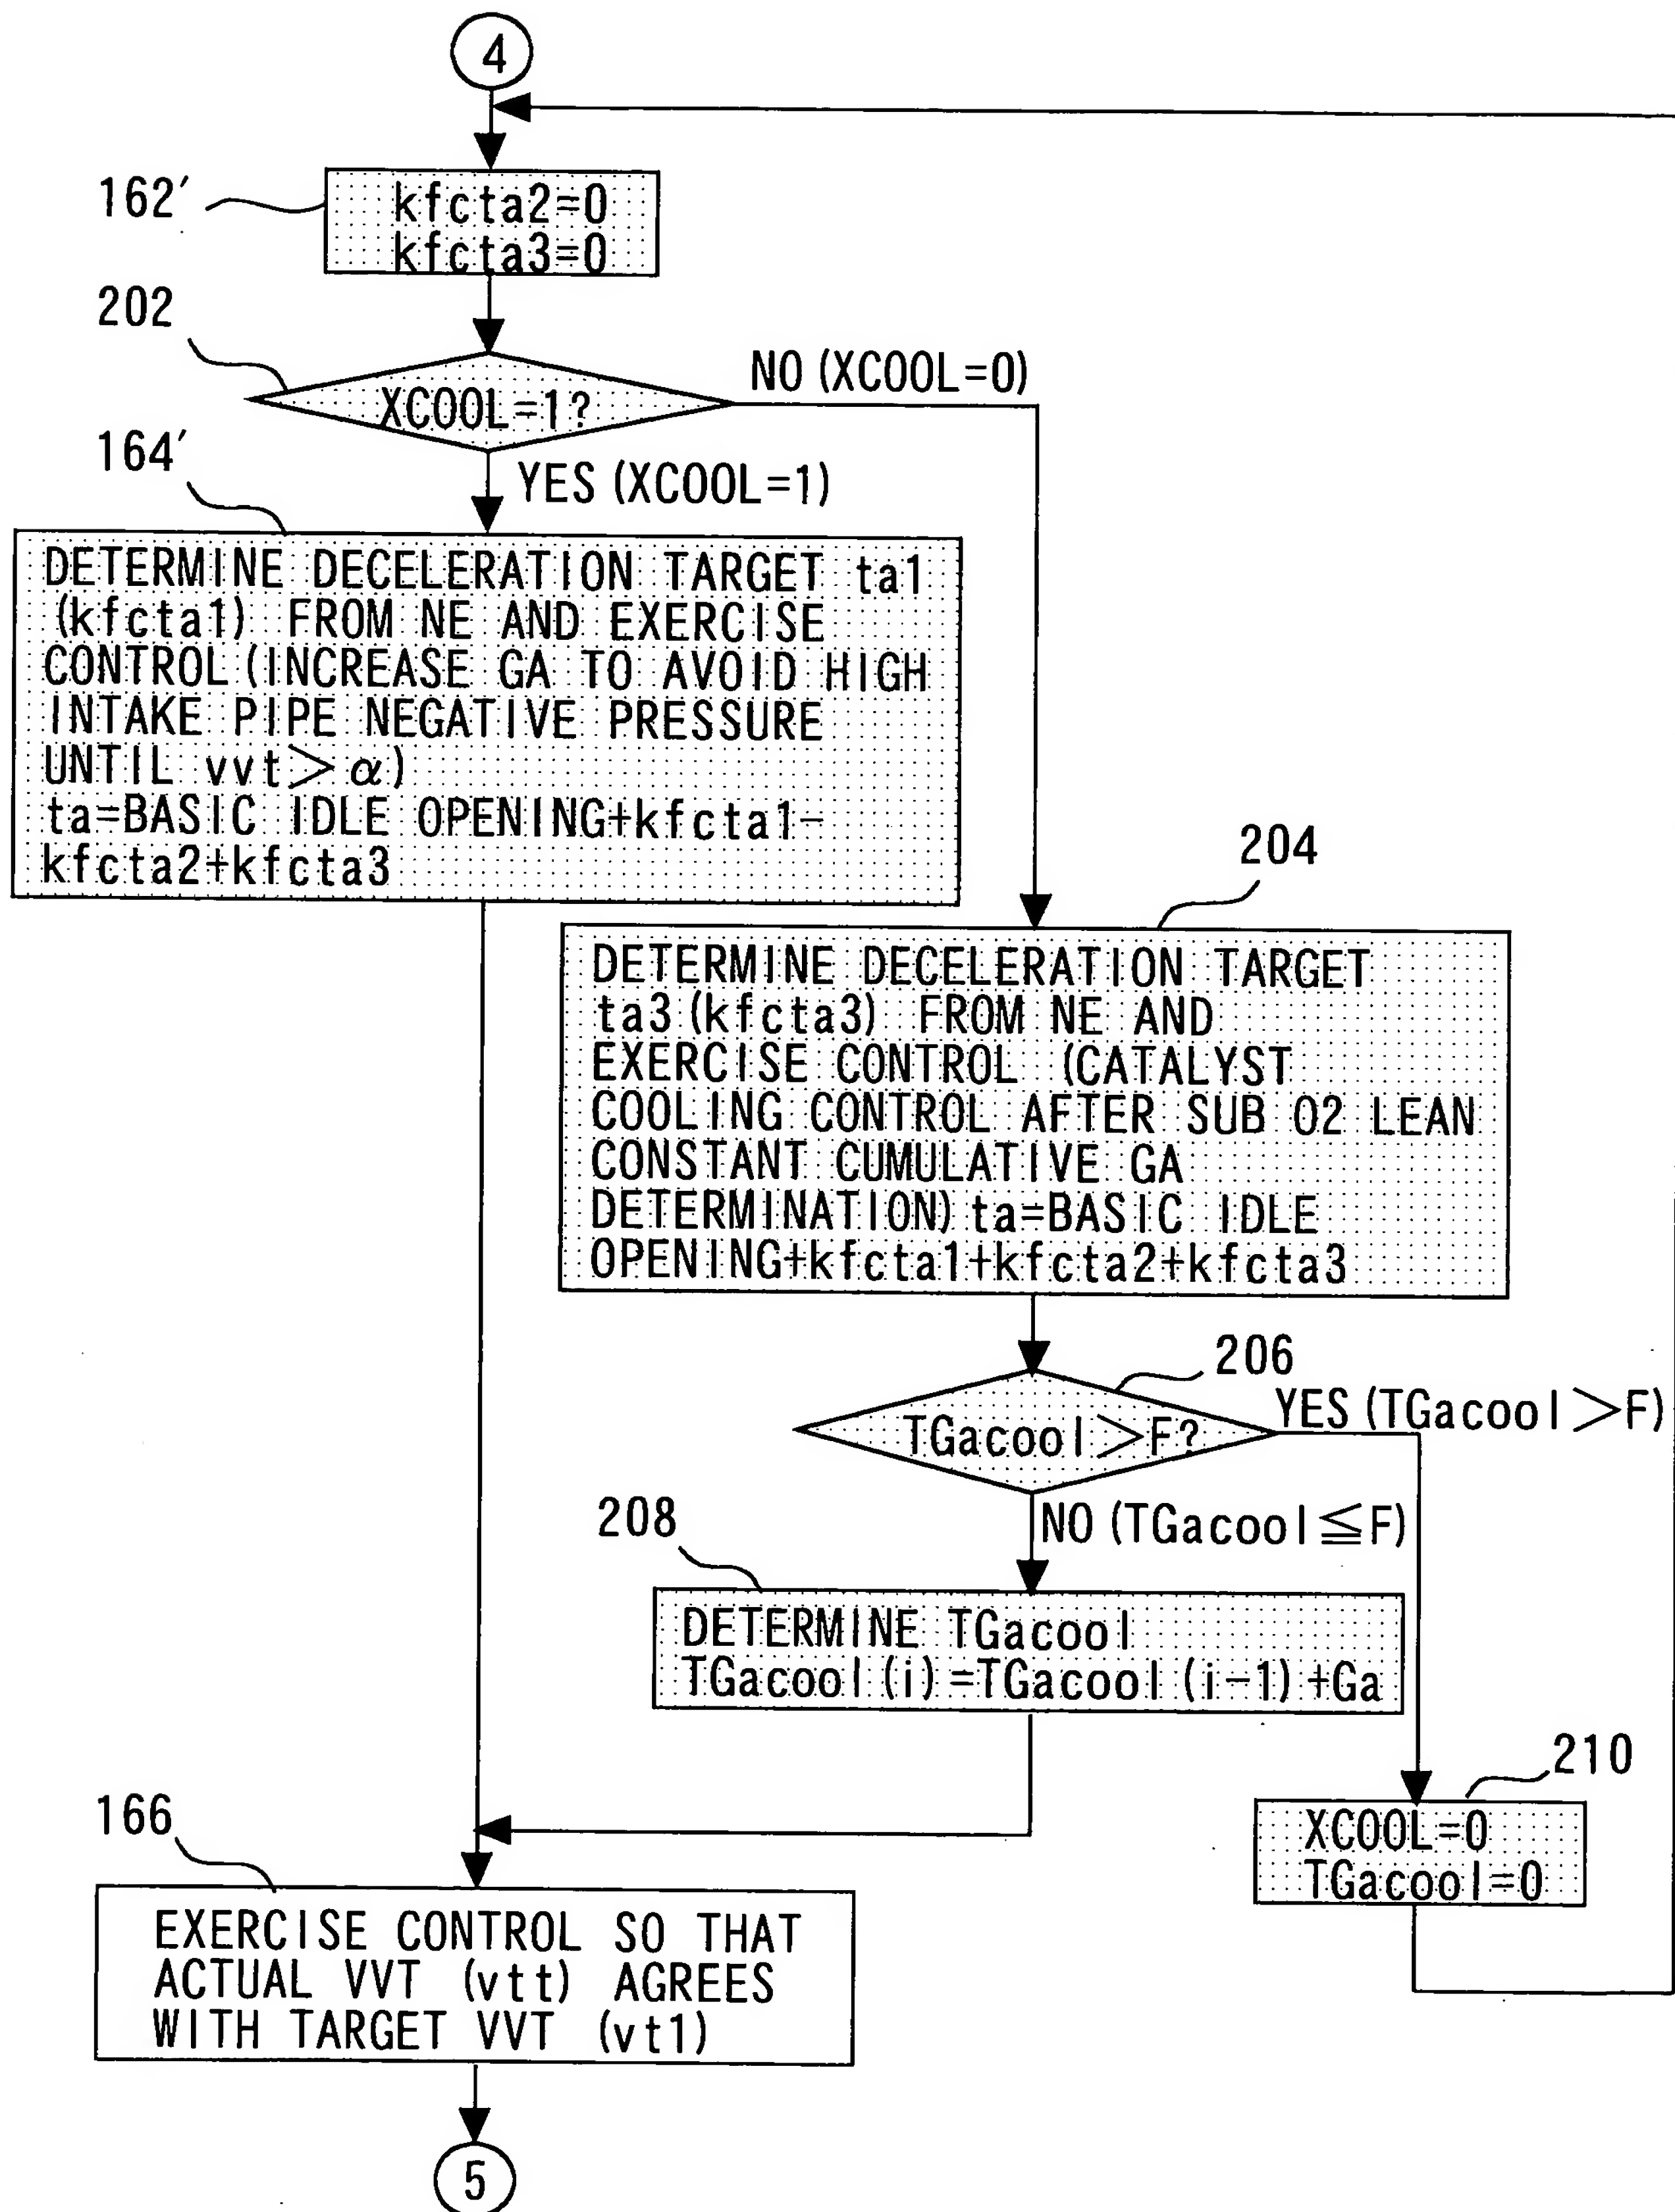 4
162′
kfcta2=0
kfcta3=0
202
XCOOL=1?
NO (XCOOL=0)
164′
YES (XCOOL=1)
DETERMINE DECELERATION TARGET ta1
(kfcta1) FROM NE AND EXERCISE
CONTROL (INCREASE GA TO AVOID HIGH
INTAKE PIPE NEGATIVE PRESSURE
UNTIL vvt>α)
ta=BASIC IDLE OPENING+kfcta1-
kfcta2+kfcta3
204
DETERMINE DECELERATION TARGET
ta3 (kfcta3) FROM NE AND
EXERCISE CONTROL (CATALYST
COOLING CONTROL AFTER SUB O2 LEAN
CONSTANT CUMULATIVE GA
DETERMINATION) ta=BASIC IDLE
OPENING+kfcta1+kfcta2+kfcta3
206
TGacool>F?
YES (TGacool>F)
208
NO (TGacool≦F)
DETERMINE TGacool
TGacool (i) =TGacool (i-1) +Ga
210
XCOOL=0
TGacool=0
166
EXERCISE CONTROL SO THAT
ACTUAL VVT (vtt) AGREES
WITH TARGET VVT (vt1)
5